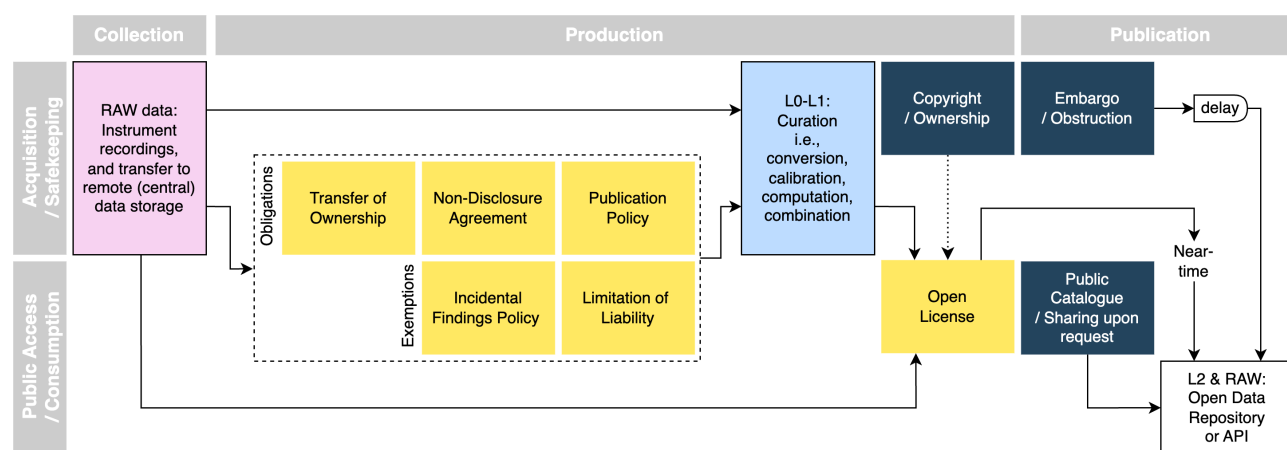 Collection
Production
Publication
Acquisition
/ Safekeeping
RAW data:
Instrument
recordings,
and transfer to
remote (central)
data storage
Obligations
Transfer of
Ownership
Non-Disclosure
Agreement
Publication
Policy
Exemptions
Incidental
Findings Policy
Limitation of
Liability
L0-L1:
Curation
i.e.,
conversion,
calibration,
computation,
combination
Copyright
/ Ownership
Embargo
/ Obstruction
delay
Near-
time
Public Access
/ Consumption
Open
License
Public
Catalogue
/ Sharing upon
request
L2 & RAW:
Open Data
Repository
or API